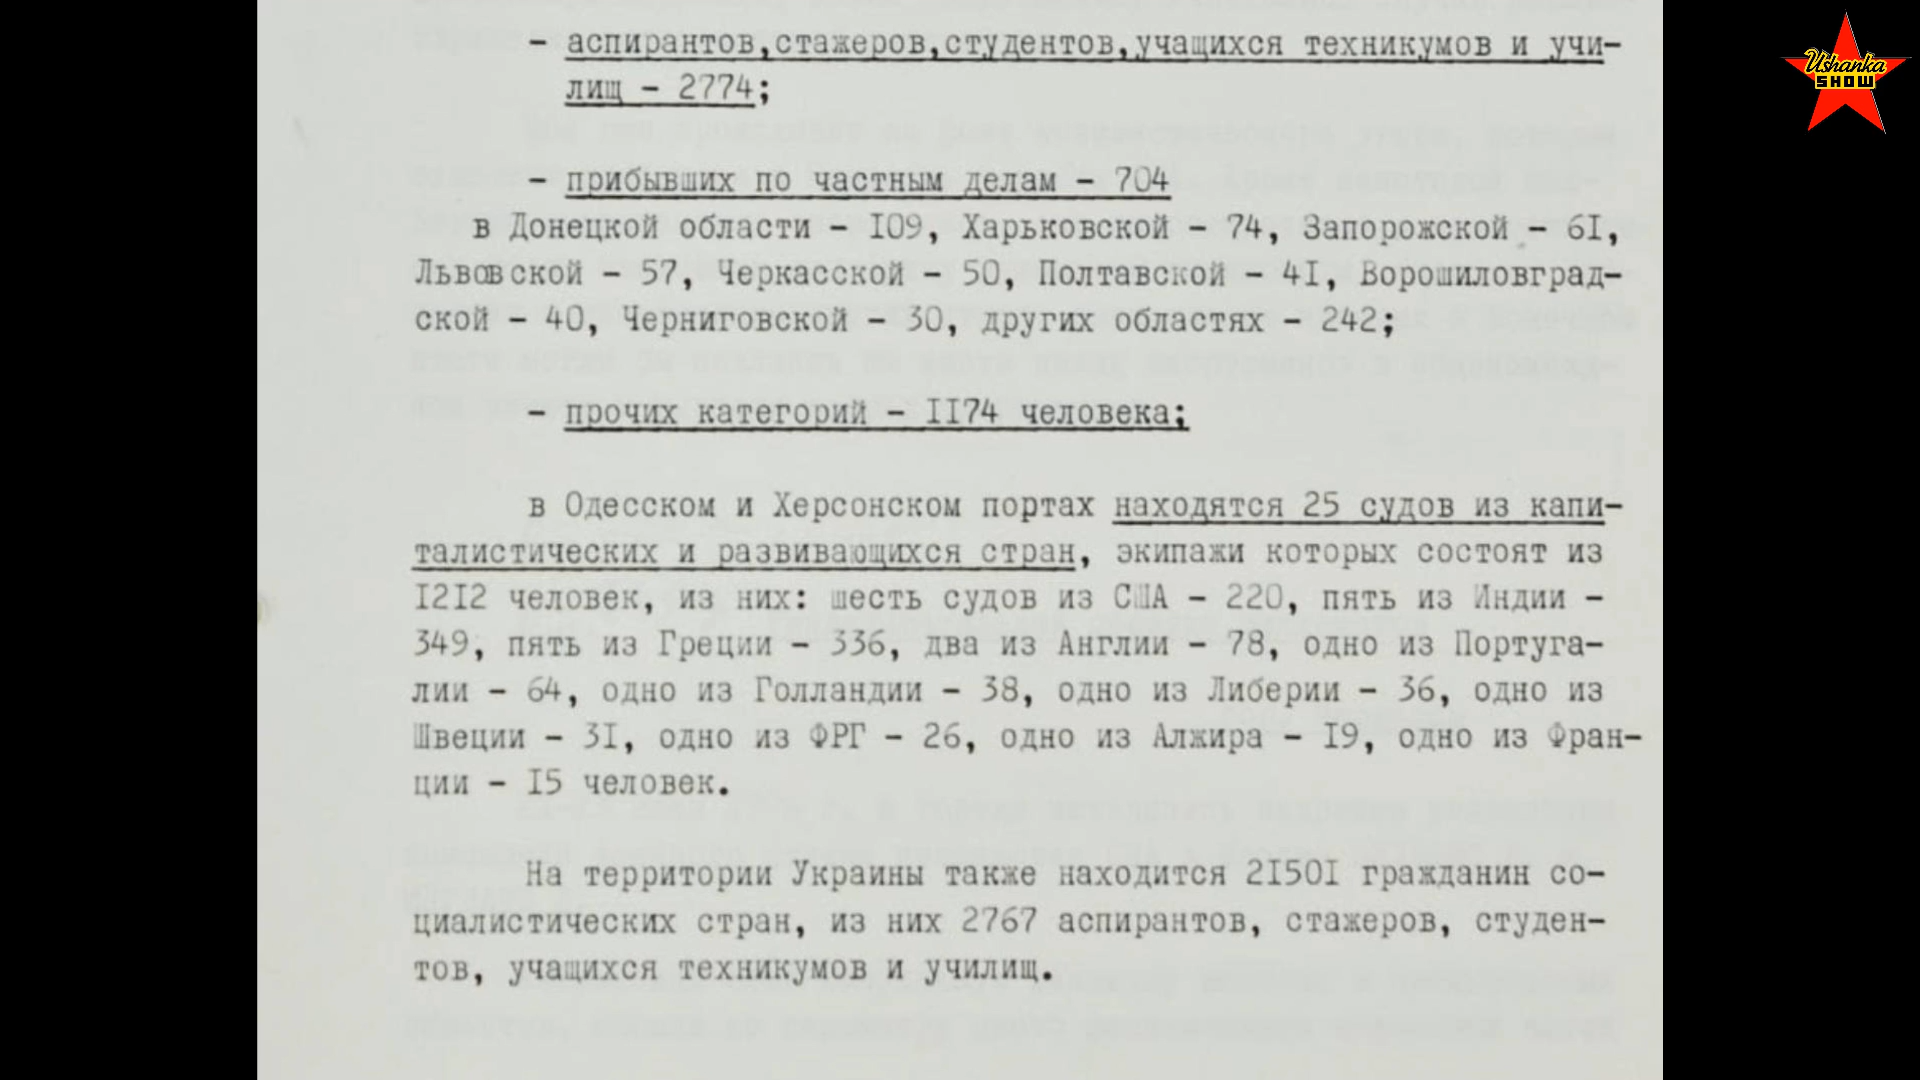 - аспирантов,стажеров,студентов,учащихся техникумов и учи-
лищ - 2774;
- прибывших по частным делам - 704
в Донецкой области - I09, Харьковской - 74, Запорожской - 6I,
Львовской - 57, Черкасской - 50, Полтавской - 4I, Ворошиловград-
ской - 40, Черниговской - 30, других областях - 242;
- прочих категорий - II74 человека;
в Одесском и Херсонском портах находятся 25 судов из капи-
талистических и развивающихся стран, экипажи которых состоят из
I2I2 человек, из них: шесть судов из США - 220, пять из Индии -
349, пять из Греции - 336, два из Англии - 78, одно из Португа-
лии - 64, одно из Голландии - 38, одно из Либерии - 36, одно из
Швеции - 3I, одно из ФРГ - 26, одно из Алжира - I9, одно из Фран-
ции - I5 человек.
На территории Украины также находится 2I50I гражданин со-
циалистических стран, из них 2767 аспирантов, стажеров, студен-
тов, учащихся техникумов и училищ.
Ushanka
SHOW